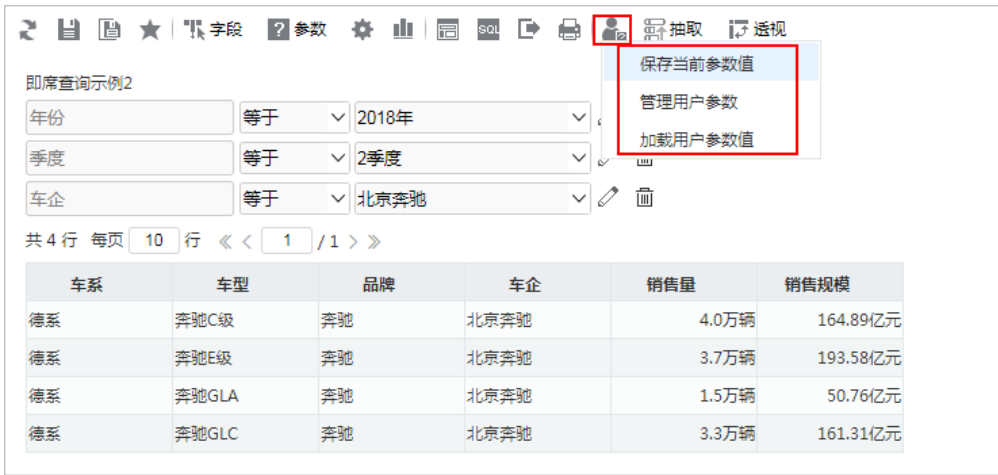 字段 ? 参数 SQL 抽取 透视
保存当前参数值
管理用户参数
加载用户参数值
即席查询示例2
年份 等于 2018年
季度 等于 2季度
车企 等于 北京奔驰
共4行 每页 10 行 《 < 1 / 1 > 》
车系 车型 品牌 车企 销售量 销售规模
德系 奔驰C级 奔驰 北京奔驰 4.0万辆 164.89亿元
德系 奔驰E级 奔驰 北京奔驰 3.7万辆 193.58亿元
德系 奔驰GLA 奔驰 北京奔驰 1.5万辆 50.76亿元
德系 奔驰GLC 奔驰 北京奔驰 3.3万辆 161.31亿元